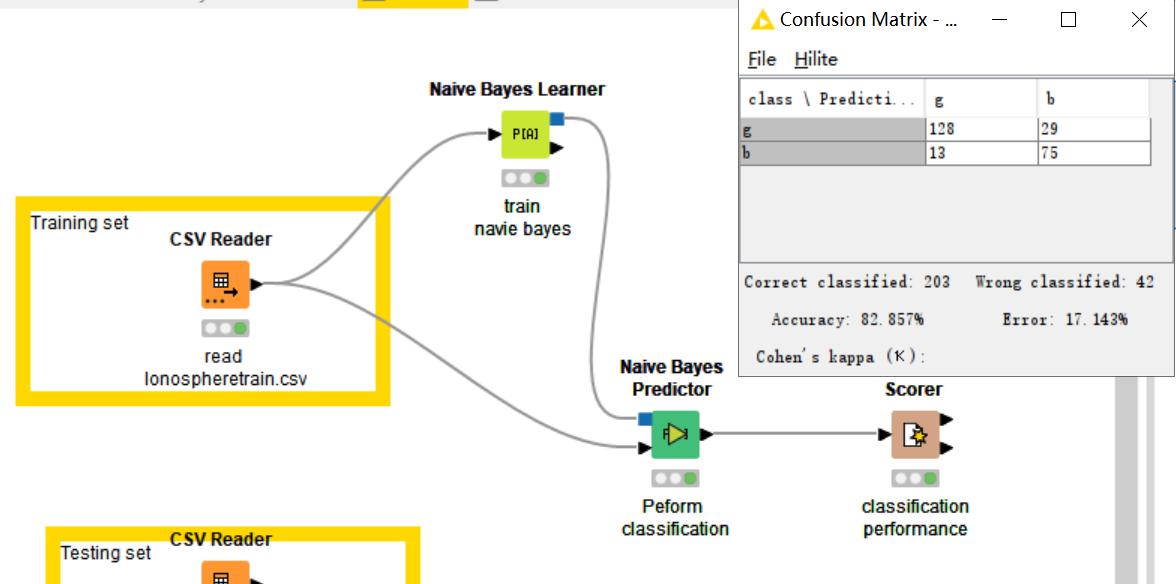 Confusion Matrix - ...
File Hilite
class \ Predicti... g b
g 128 29
b 13 75
Correct classified: 203 Wrong classified: 42
Accuracy: 82.857% Error: 17.143%
Cohen's kappa (κ):
Naive Bayes Learner
P[A]
train
navie bayes
Training set
CSV Reader
read
Ionospheretrain.csv
Naive Bayes
Predictor
Peform
classification
Scorer
classification
performance
Testing set
CSV Reader